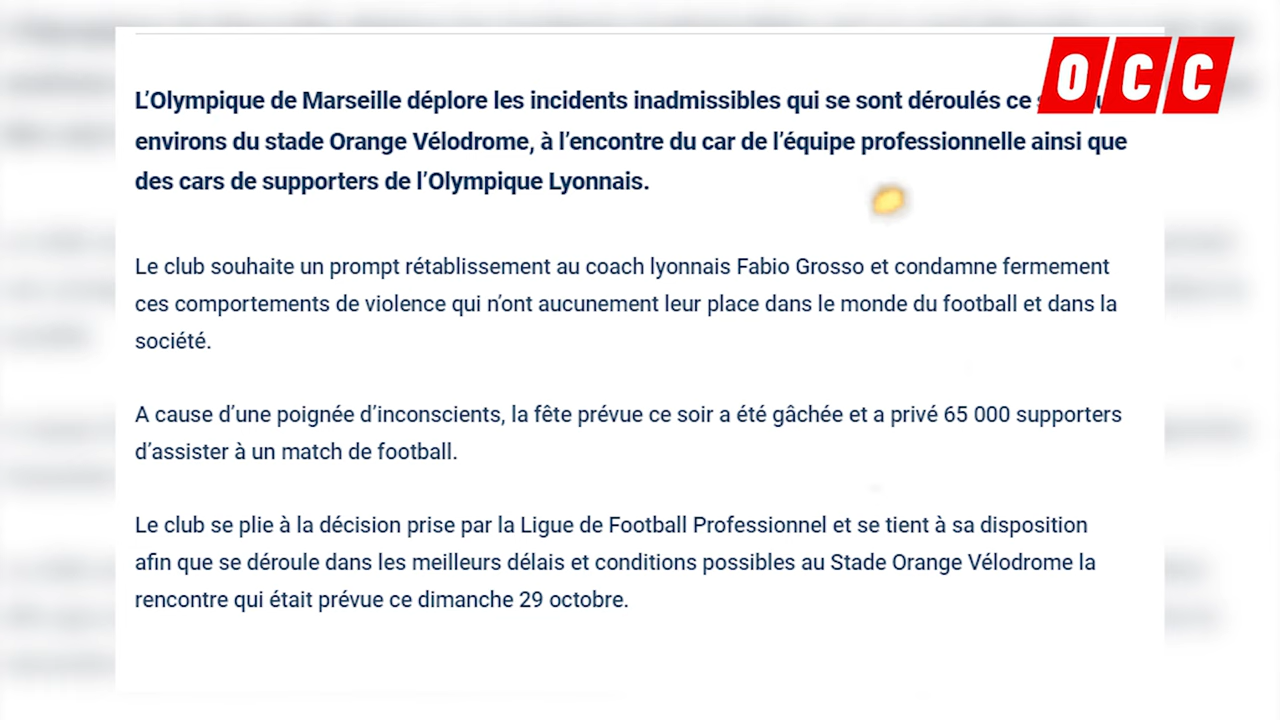 OCC
L’Olympique de Marseille déplore les incidents inadmissibles qui se sont déroulés ce
environs du stade Orange Vélodrome, à l’encontre du car de l’équipe professionnelle ainsi que
des cars de supporters de l’Olympique Lyonnais.
Le club souhaite un prompt rétablissement au coach lyonnais Fabio Grosso et condamne fermement
ces comportements de violence qui n’ont aucunement leur place dans le monde du football et dans la
société.
A cause d’une poignée d’inconscients, la fête prévue ce soir a été gâchée et a privé 65 000 supporters
d’assister à un match de football.
Le club se plie à la décision prise par la Ligue de Football Professionnel et se tient à sa disposition
afin que se déroule dans les meilleurs délais et conditions possibles au Stade Orange Vélodrome la
rencontre qui était prévue ce dimanche 29 octobre.